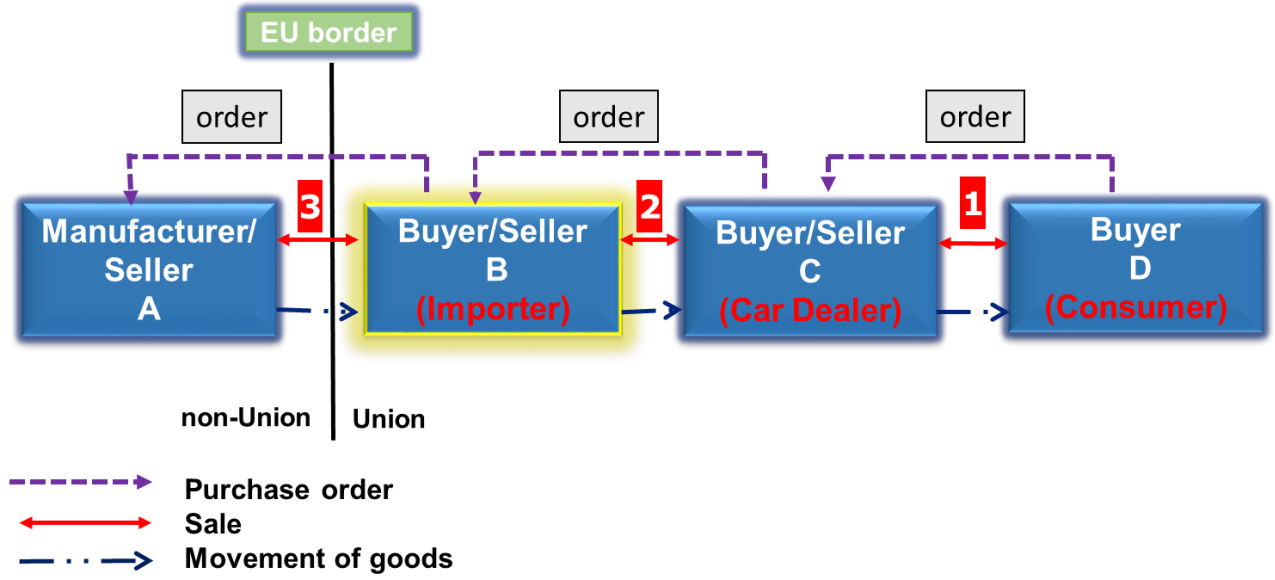 EU border
order
order
order
3
2
1
Manufacturer/
Seller
A
Buyer/Seller
B
(Importer)
Buyer/Seller
C
(Car Dealer)
Buyer
D
(Consumer)
non-Union
Union
Purchase order
Sale
Movement of goods